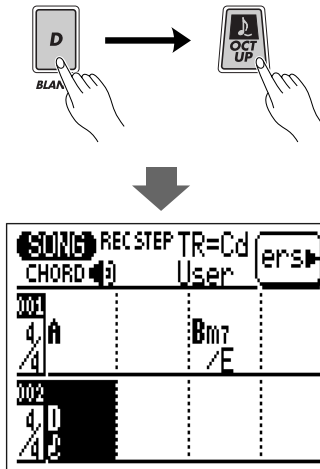 D
OCT
UP
BLAN
SONG REC STEP TR=Cd
CHORD User
ers
001
4/4 A Bm7
/E
002
4/4 D